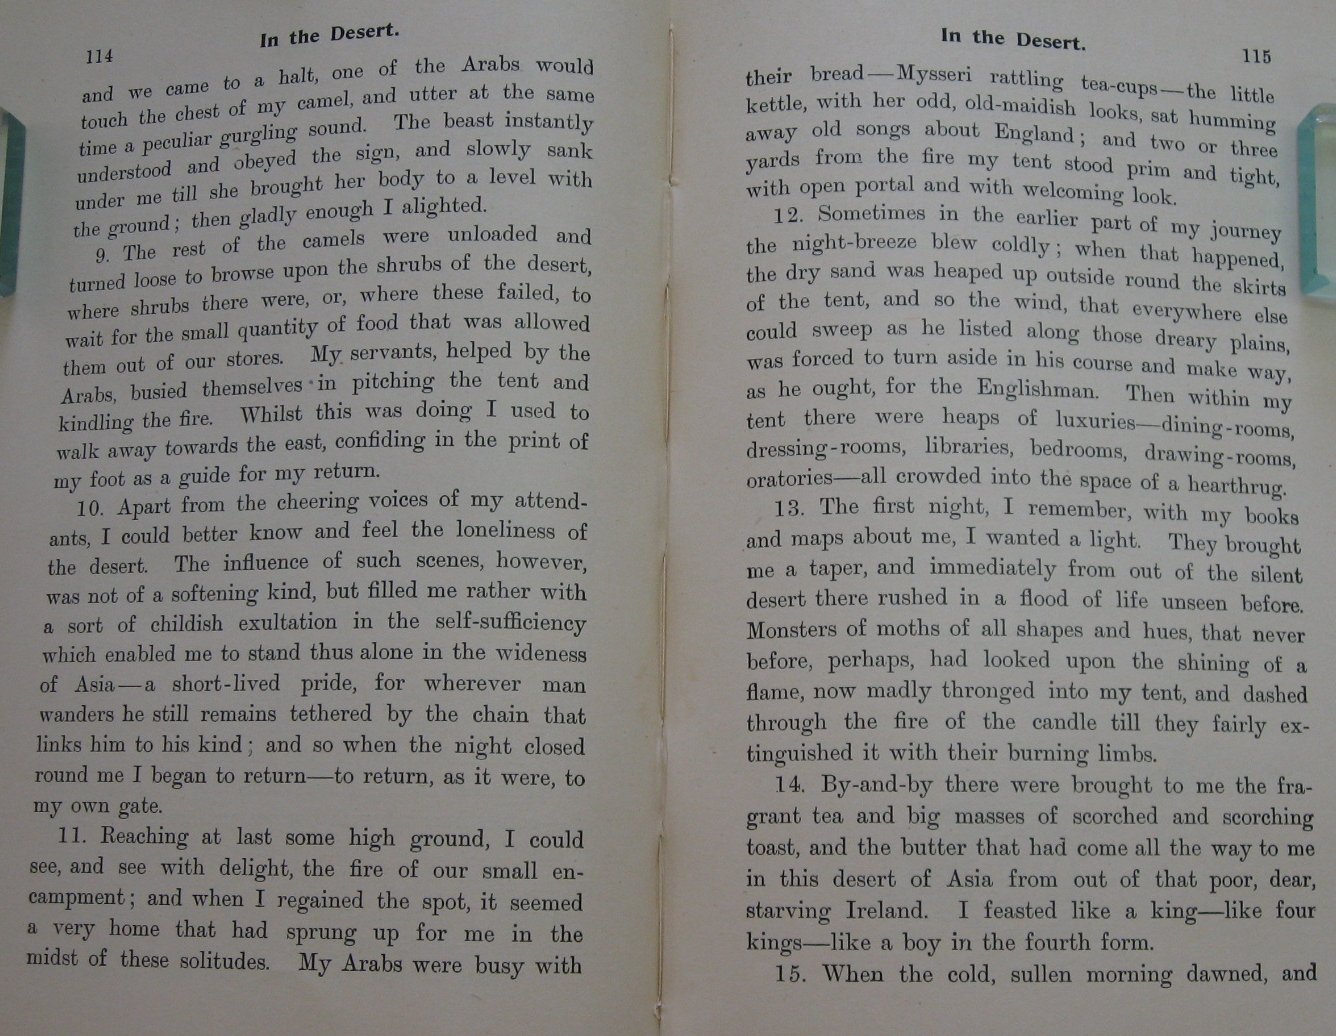 114
In the Desert.
and we came to a halt, one of the Arabs would
touch the chest of my camel, and utter at the same
time a peculiar gurgling sound. The beast instantly
understood and obeyed the sign, and slowly sank
under me till she brought her body to a level with
the ground; then gladly enough I alighted.
9. The rest of the camels were unloaded and
turned loose to browse upon the shrubs of the desert,
where shrubs there were, or, where these failed, to
wait for the small quantity of food that was allowed
them out of our stores. My servants, helped by the
Arabs, busied themselves in pitching the tent and
kindling the fire. Whilst this was doing I used to
walk away towards the east, confiding in the print of
my foot as a guide for my return.
10. Apart from the cheering voices of my attend-
ants, I could better know and feel the loneliness of
the desert. The influence of such scenes, however,
was not of a softening kind, but filled me rather with
a sort of childish exultation in the self-sufficiency
which enabled me to stand thus alone in the wideness
of Asia—a short-lived pride, for wherever man
wanders he still remains tethered by the chain that
links him to his kind; and so when the night closed
round me I began to return—to return, as it were, to
my own gate.
11. Reaching at last some high ground, I could
see, and see with delight, the fire of our small en-
campment; and when I regained the spot, it seemed
a very home that had sprung up for me in the
midst of these solitudes. My Arabs were busy with
In the Desert.
115
their bread—Mysseri rattling tea-cups—the little
kettle, with her odd, old-maidish looks, sat humming
away old songs about England; and two or three
yards from the fire my tent stood prim and tight,
with open portal and with welcoming look.
12. Sometimes in the earlier part of my journey
the night-breeze blew coldly; when that happened,
the dry sand was heaped up outside round the skirts
of the tent, and so the wind, that everywhere else
could sweep as he listed along those dreary plains,
was forced to turn aside in his course and make way,
as he ought, for the Englishman. Then within my
tent there were heaps of luxuries—dining-rooms,
dressing-rooms, libraries, bedrooms, drawing-rooms,
oratories—all crowded into the space of a hearthrug.
13. The first night, I remember, with my books
and maps about me, I wanted a light. They brought
me a taper, and immediately from out of the silent
desert there rushed in a flood of life unseen before.
Monsters of moths of all shapes and hues, that never
before, perhaps, had looked upon the shining of a
flame, now madly thronged into my tent, and dashed
through the fire of the candle till they fairly ex-
tinguished it with their burning limbs.
14. By-and-by there were brought to me the fra-
grant tea and big masses of scorched and scorching
toast, and the butter that had come all the way to me
in this desert of Asia from out of that poor, dear,
starving Ireland. I feasted like a king—like four
kings—like a boy in the fourth form.
15. When the cold, sullen morning dawned, and